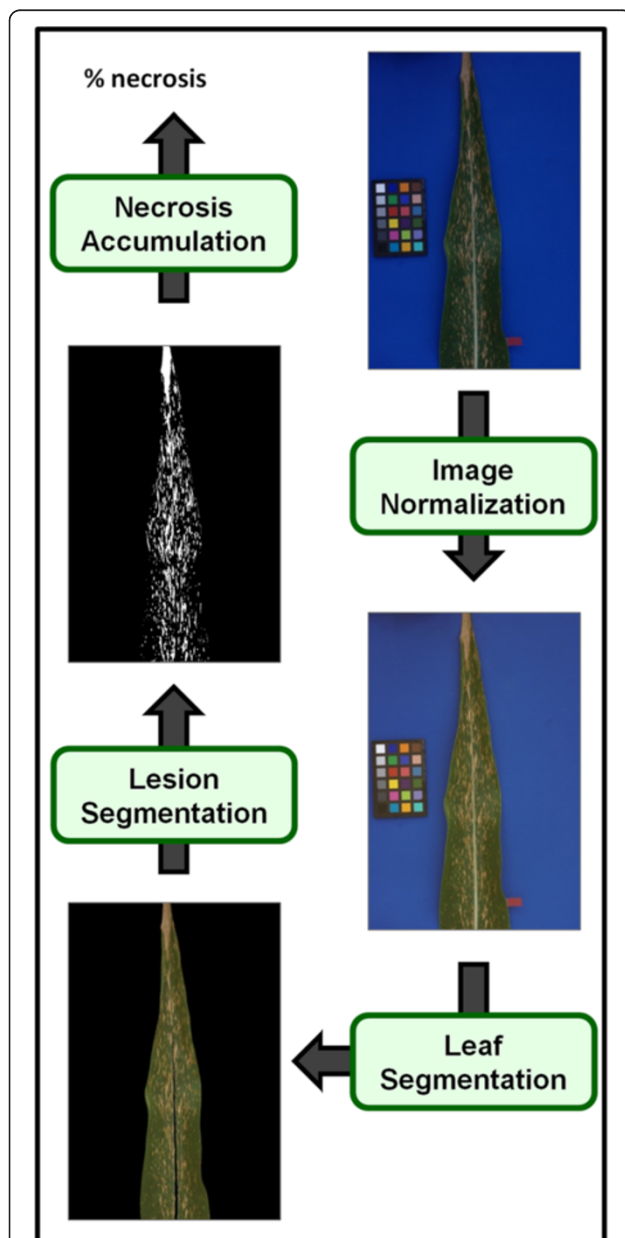 % necrosis
Necrosis
Accumulation
Image
Normalization
Lesion
Segmentation
Leaf
Segmentation